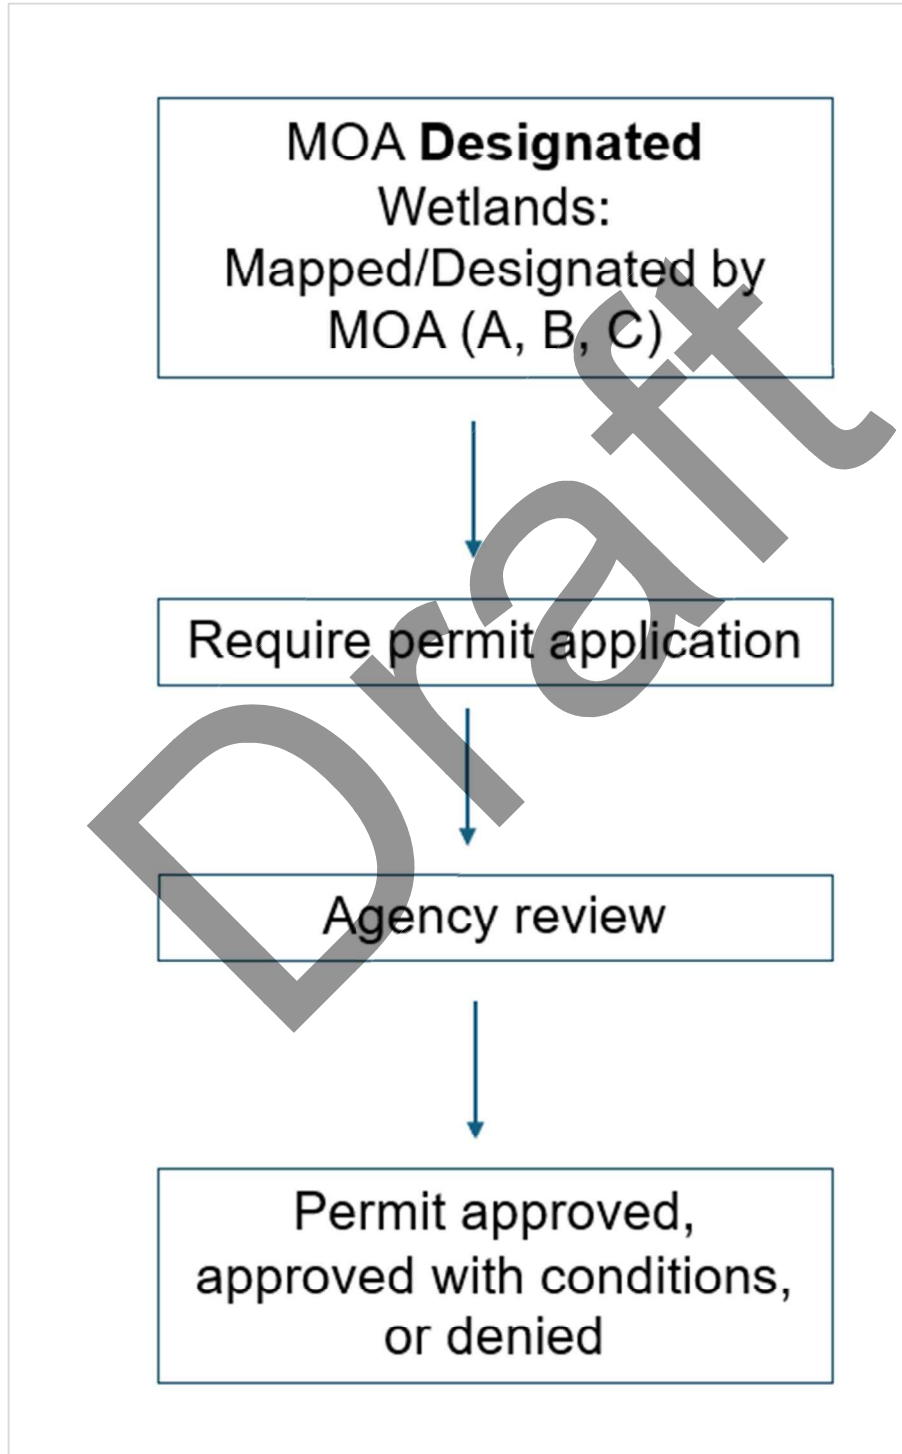 MOA Designated
Wetlands:
Mapped/Designated by
MOA (A, B, C)
Require permit application
Agency review
Permit approved,
approved with conditions,
or denied
Draft